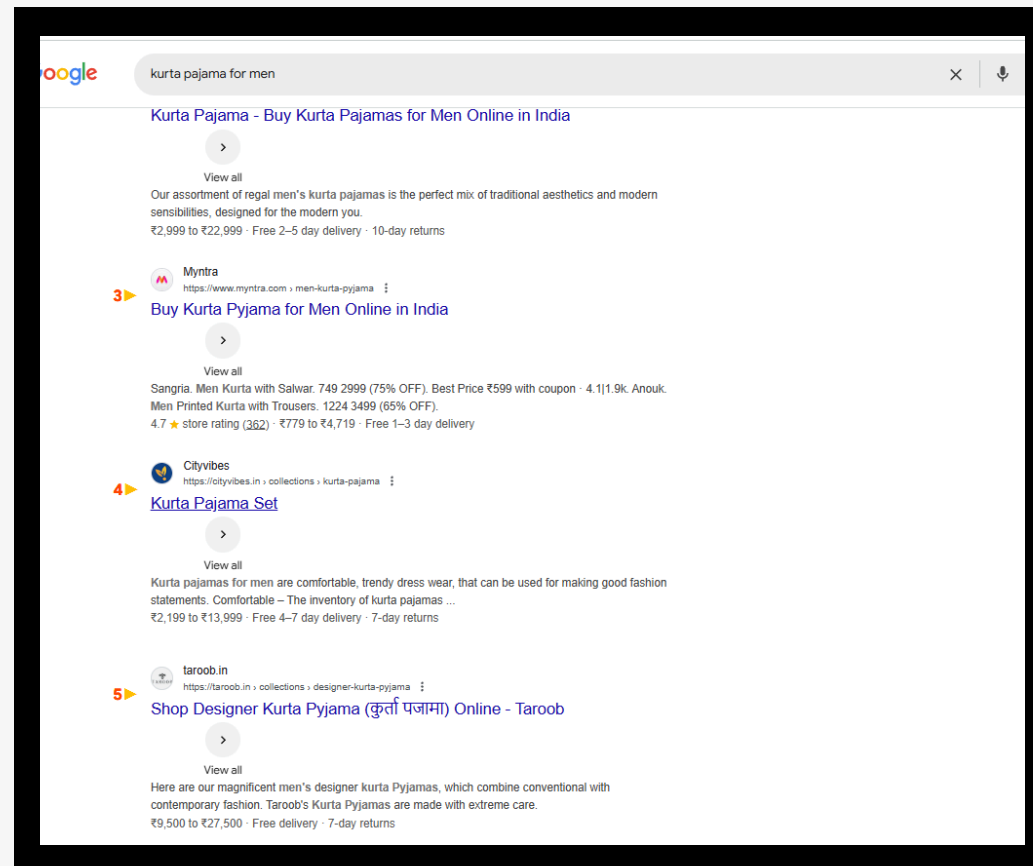 oogle
kurta pajama for men
Kurta Pajama - Buy Kurta Pajamas for Men Online in India
View all
Our assortment of regal men's kurta pajamas is the perfect mix of traditional aesthetics and modern
sensibilities, designed for the modern you.
₹2,999 to ₹22,999 · Free 2–5 day delivery · 10-day returns
Myntra
https://www.myntra.com › men-kurta-pyjama
3
Buy Kurta Pyjama for Men Online in India
View all
Sangria. Men Kurta with Salwar. 749 2999 (75% OFF). Best Price ₹599 with coupon · 4.1|1.9k. Anouk.
Men Printed Kurta with Trousers. 1224 3499 (65% OFF).
4.7 ★ store rating (362) · ₹779 to ₹4,719 · Free 1–3 day delivery
Cityvibes
https://cityvibes.in › collections › kurta-pajama
4
Kurta Pajama Set
View all
Kurta pajamas for men are comfortable, trendy dress wear, that can be used for making good fashion
statements. Comfortable – The inventory of kurta pajamas ...
₹2,199 to ₹13,999 · Free 4–7 day delivery · 7-day returns
taroob.in
https://taroob.in › collections › designer-kurta-pyjama
5
Shop Designer Kurta Pyjama (कुर्ता पजामा) Online - Taroob
View all
Here are our magnificent men's designer kurta Pyjamas, which combine conventional with
contemporary fashion. Taroob's Kurta Pyjamas are made with extreme care.
₹9,500 to ₹27,500 · Free delivery · 7-day returns